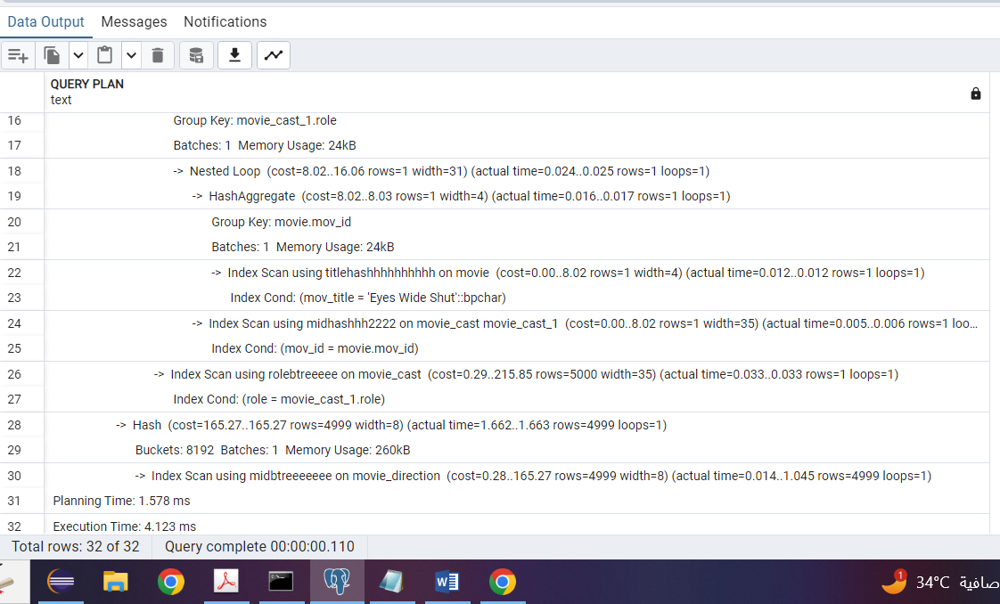 Data Output Messages Notifications
QUERY PLAN
text
16 Group Key: movie_cast_1.role
17 Batches: 1 Memory Usage: 24kB
18 -> Nested Loop (cost=8.02..16.06 rows=1 width=31) (actual time=0.024..0.025 rows=1 loops=1)
19 -> HashAggregate (cost=8.02..8.03 rows=1 width=4) (actual time=0.016..0.017 rows=1 loops=1)
20 Group Key: movie.mov_id
21 Batches: 1 Memory Usage: 24kB
22 -> Index Scan using titlehashhhhhhhhhh on movie (cost=0.00..8.02 rows=1 width=4) (actual time=0.012..0.012 rows=1 loops=1)
23 Index Cond: (mov_title = 'Eyes Wide Shut'::bpchar)
24 -> Index Scan using midhashhh2222 on movie_cast movie_cast_1 (cost=0.00..8.02 rows=1 width=35) (actual time=0.005..0.006 rows=1 loo...
25 Index Cond: (mov_id = movie.mov_id)
26 -> Index Scan using rolebtreeeee on movie_cast (cost=0.29..215.85 rows=5000 width=35) (actual time=0.033..0.033 rows=1 loops=1)
27 Index Cond: (role = movie_cast_1.role)
28 -> Hash (cost=165.27..165.27 rows=4999 width=8) (actual time=1.662..1.663 rows=4999 loops=1)
29 Buckets: 8192 Batches: 1 Memory Usage: 260kB
30 -> Index Scan using midbtreeeeeee on movie_direction (cost=0.28..165.27 rows=4999 width=8) (actual time=0.014..1.045 rows=4999 loops=1)
31 Planning Time: 1.578 ms
32 Execution Time: 4.123 ms
Total rows: 32 of 32 Query complete 00:00:00.110
1 34°C صافية